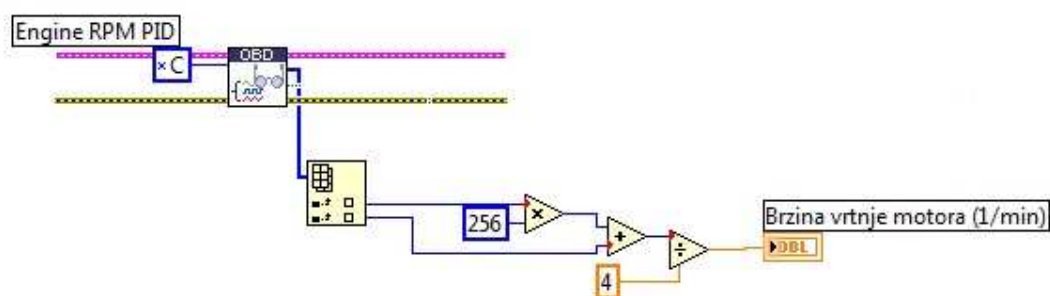 Engine RPM PID
OBD
×C
256
×
+
÷
4
Brzina vrtnje motora (1/min)
DBL